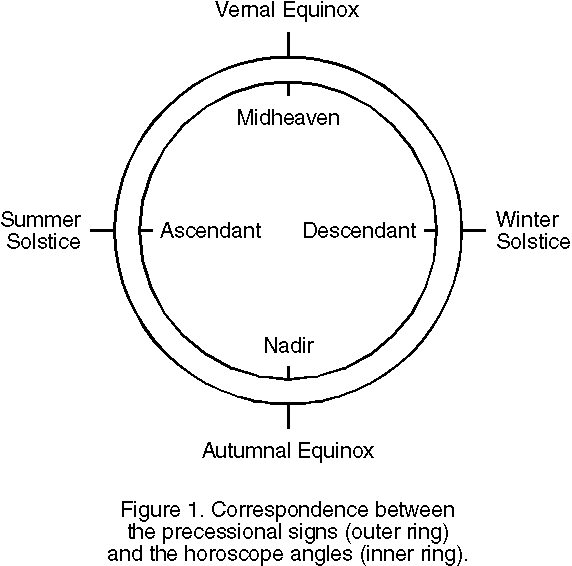 Vernal Equinox
Midheaven
Summer
Solstice
Ascendant
Descendant
Winter
Solstice
Nadir
Autumnal Equinox
Figure 1. Correspondence between
the precessional signs (outer ring)
and the horoscope angles (inner ring).